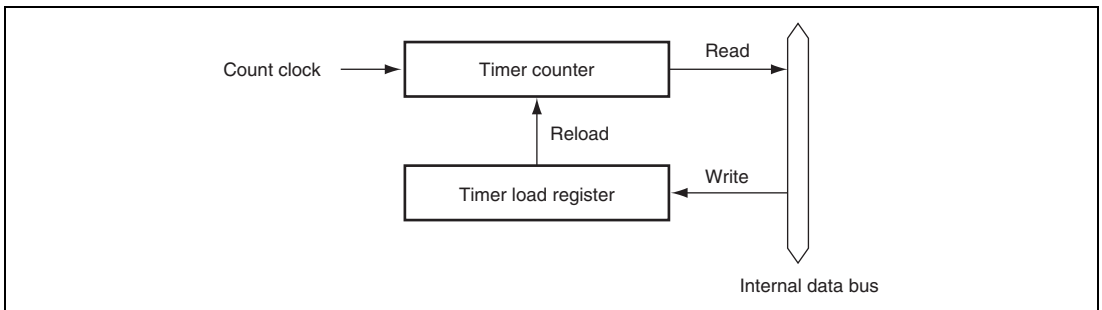 Count clock
Timer counter
Read
Reload
Timer load register
Write
Internal data bus